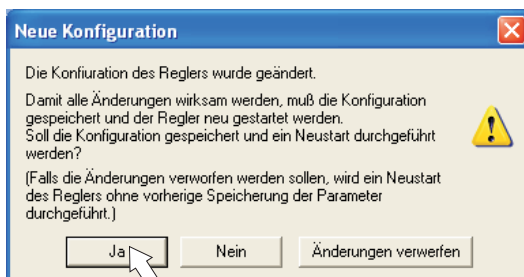 Neue Konfiguration
Die Konfiuration des Reglers wurde geändert.
Damit alle Änderungen wirksam werden, muß die Konfiguration
gespeichert und der Regler neu gestartet werden.
Soll die Konfiguration gespeichert und ein Neustart durchgeführt
werden?
(Falls die Änderungen verworfen werden sollen, wird ein Neustart
des Reglers ohne vorherige Speicherung der Parameter
durchgeführt.)
Ja Nein Änderungen verwerfen